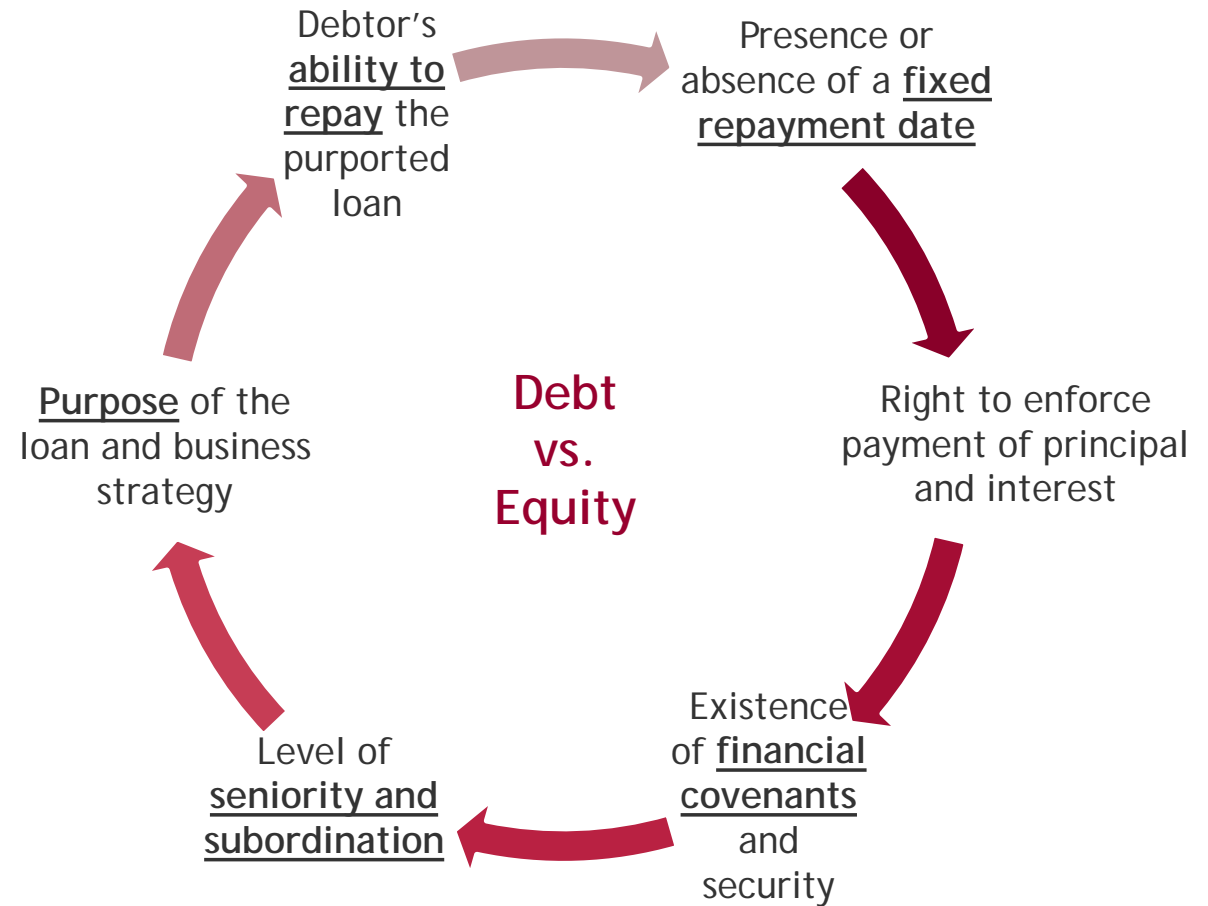 Debtor's
ability to
repay the
purported
loan
Presence or
absence of a fixed
repayment date
Right to enforce
payment of principal
and interest
Existence
of financial
covenants
and
security
Level of
seniority and
subordination
Purpose of the
loan and business
strategy
Debt
vs.
Equity